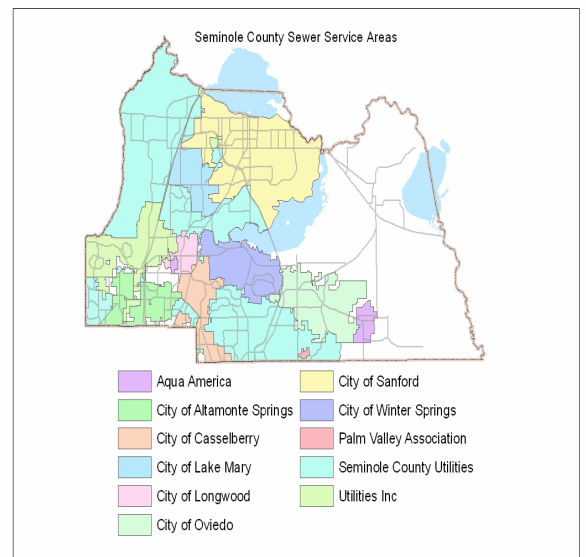 Seminole County Sewer Service Areas
Aqua America
City of Altamonte Springs
City of Casselberry
City of Lake Mary
City of Longwood
City of Oviedo
City of Sanford
City of Winter Springs
Palm Valley Association
Seminole County Utilities
Utilities Inc